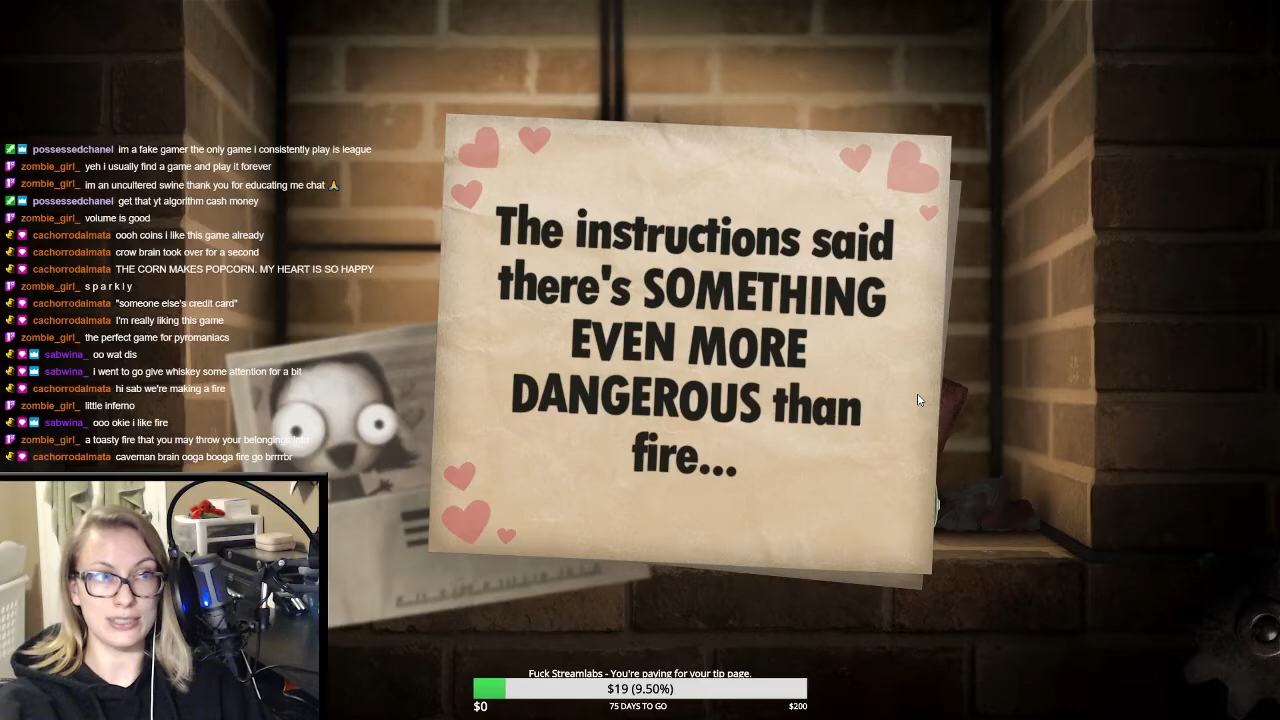 possessedchanel im a fake gamer the only game i consistently play is league
zombie_girl_ yeh i usually find a game and play it forever
zombie_girl_ im an uncultered swine thank you for educating me chat 🙏
possessedchanel get that yt algorithm cash money
zombie_girl_ volume is good
cachorrodalmata oooh coins i like this game already
cachorrodalmata crow brain took over for a second
cachorrodalmata THE CORN MAKES POPCORN. MY HEART IS SO HAPPY
zombie_girl_ s p a r k l y
cachorrodalmata "someone else's credit card"
cachorrodalmata I'm really liking this game
zombie_girl_ the perfect game for pyromaniacs
sabwina_ oo wat dis
sabwina_ i went to go give whiskey some attention for a bit
cachorrodalmata hi sab we're making a fire
zombie_girl_ little inferno
sabwina_ ooo okie i like fire
zombie_girl_ a toasty fire that you may throw your belongings into
cachorrodalmata caveman brain ooga booga fire go brrrrbr
The instructions said
there's SOMETHING
EVEN MORE
DANGEROUS than
fire...
Fuck Streamlabs - You're paying for your tip page.
$19 (9.50%)
$0 75 DAYS TO GO $200